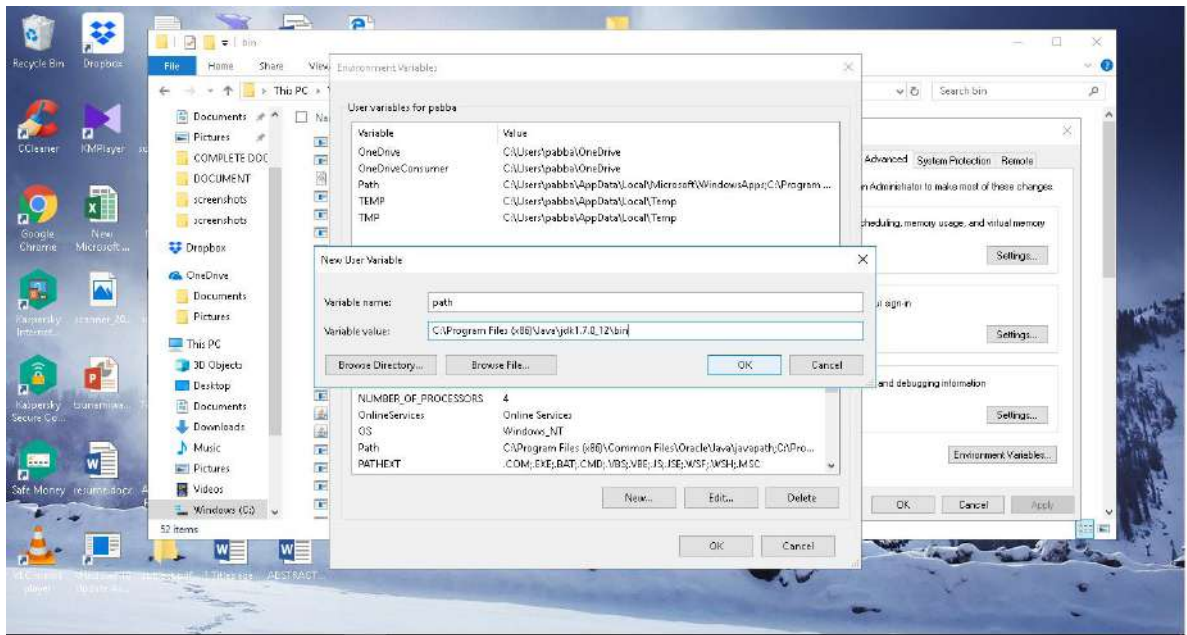 Recycle Bin
Dropbox
CCleaner
KMPlayer
Google Chrome
New Microsoft ...
Kaspersky Internet...
scanner_20...
Kaspersky Secure Co...
Safe Money
resume.docx
ABSTRACT...
bin
File Home Share View
This PC
Search bin
Documents
Pictures
COMPLETE DOC
DOCUMENT
screenshots
screenshots
Dropbox
OneDrive
Documents
Pictures
This PC
3D Objects
Desktop
Documents
Downloads
Music
Pictures
Videos
Windows (C:)
52 items
Environment Variables
User variables for pabba
Variable Value
OneDrive C:\Users\pabba\OneDrive
OneDriveConsumer C:\Users\pabba\OneDrive
Path C:\Users\pabba\AppData\Local\Microsoft\WindowsApps;C:\Program ...
TEMP C:\Users\pabba\AppData\Local\Temp
TMP C:\Users\pabba\AppData\Local\Temp
New User Variable
Variable name: path
Variable value: C:\Program Files (x86)\Java\jdk1.7.0_12\bin
Browse Directory... Browse File... OK Cancel
NUMBER_OF_PROCESSORS 4
OnlineServices Online Services
OS Windows_NT
Path C:\Program Files (x86)\Common Files\Oracle\Java\javapath;C:\Pro...
PATHEXT .COM;.EXE;.BAT;.CMD;.VBS;.VBE;.JS;.JSE;.WSF;.WSH;.MSC
New... Edit... Delete
OK Cancel
Advanced System Protection Remote
n Administrator to make most of these changes.
cheduling, memory usage, and virtual memory
Settings...
sign-in
Settings...
and debugging information
Settings...
Environment Variables...
OK Cancel Apply